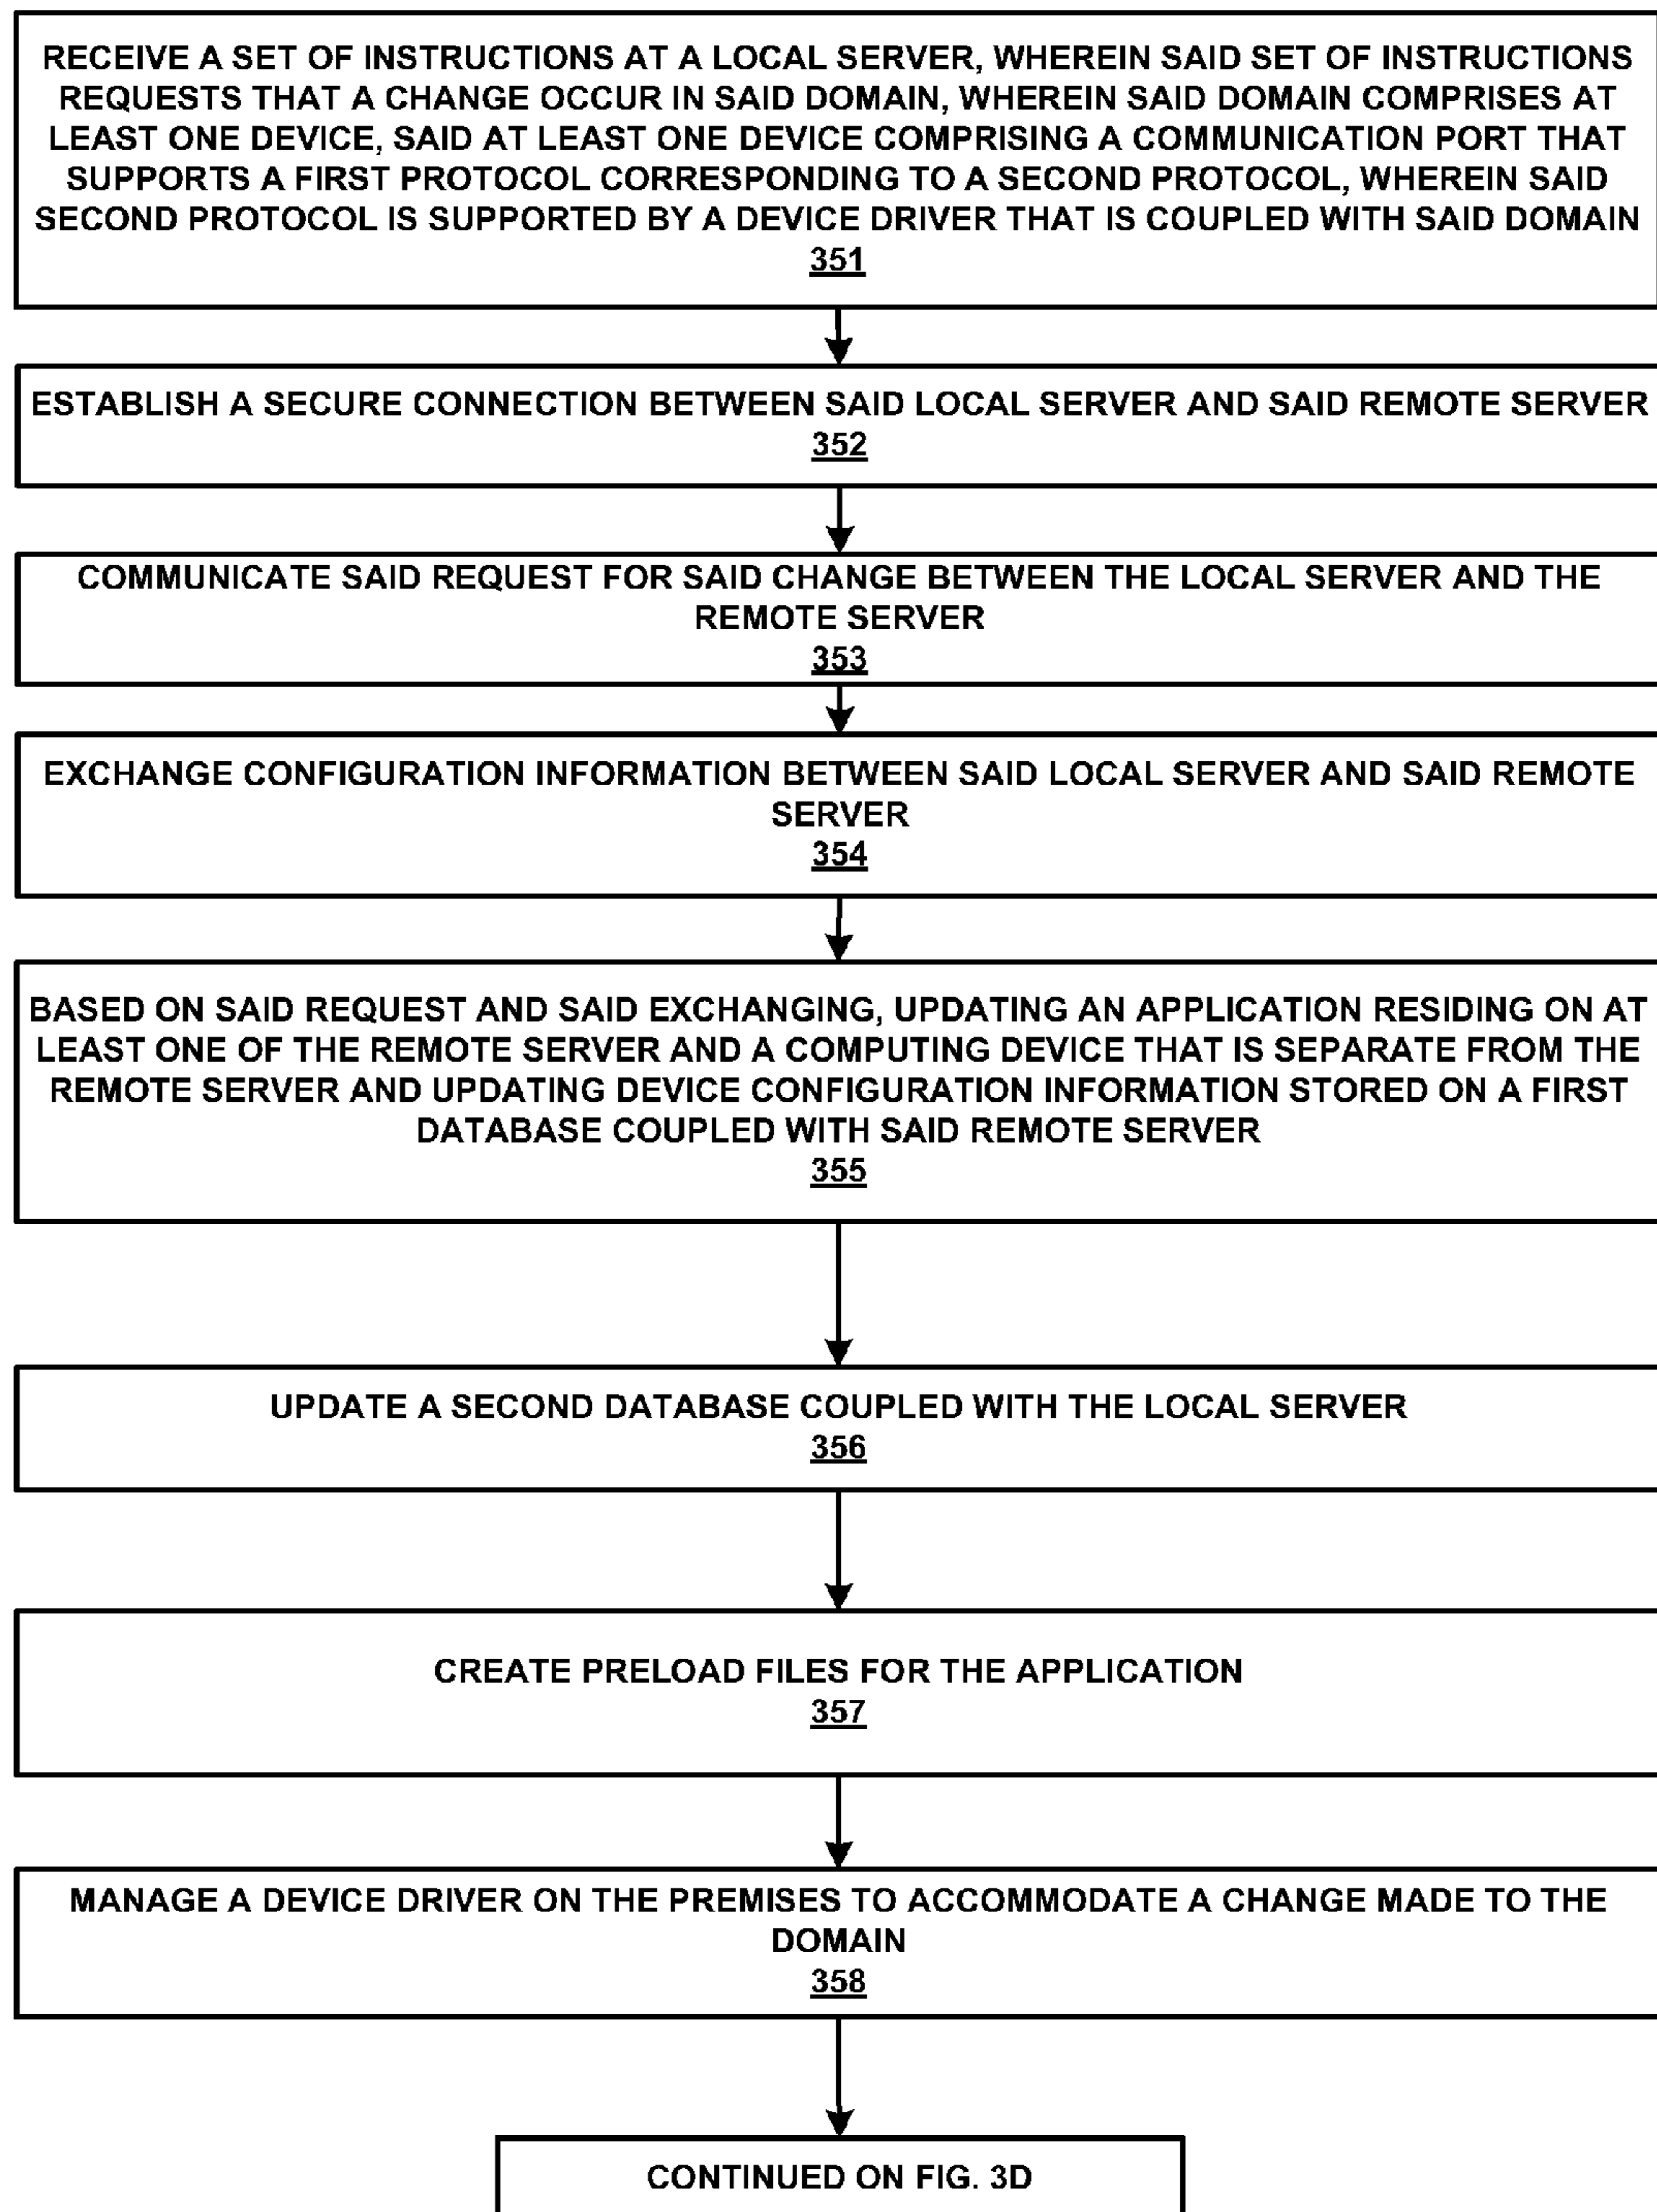 RECEIVE A SET OF INSTRUCTIONS AT A LOCAL SERVER, WHEREIN SAID SET OF INSTRUCTIONS
REQUESTS THAT A CHANGE OCCUR IN SAID DOMAIN, WHEREIN SAID DOMAIN COMPRISES AT
LEAST ONE DEVICE, SAID AT LEAST ONE DEVICE COMPRISING A COMMUNICATION PORT THAT
SUPPORTS A FIRST PROTOCOL CORRESPONDING TO A SECOND PROTOCOL, WHEREIN SAID
SECOND PROTOCOL IS SUPPORTED BY A DEVICE DRIVER THAT IS COUPLED WITH SAID DOMAIN
351
ESTABLISH A SECURE CONNECTION BETWEEN SAID LOCAL SERVER AND SAID REMOTE SERVER
352
COMMUNICATE SAID REQUEST FOR SAID CHANGE BETWEEN THE LOCAL SERVER AND THE
REMOTE SERVER
353
EXCHANGE CONFIGURATION INFORMATION BETWEEN SAID LOCAL SERVER AND SAID REMOTE
SERVER
354
BASED ON SAID REQUEST AND SAID EXCHANGING, UPDATING AN APPLICATION RESIDING ON AT
LEAST ONE OF THE REMOTE SERVER AND A COMPUTING DEVICE THAT IS SEPARATE FROM THE
REMOTE SERVER AND UPDATING DEVICE CONFIGURATION INFORMATION STORED ON A FIRST
DATABASE COUPLED WITH SAID REMOTE SERVER
355
UPDATE A SECOND DATABASE COUPLED WITH THE LOCAL SERVER
356
CREATE PRELOAD FILES FOR THE APPLICATION
357
MANAGE A DEVICE DRIVER ON THE PREMISES TO ACCOMMODATE A CHANGE MADE TO THE
DOMAIN
358
CONTINUED ON FIG. 3D